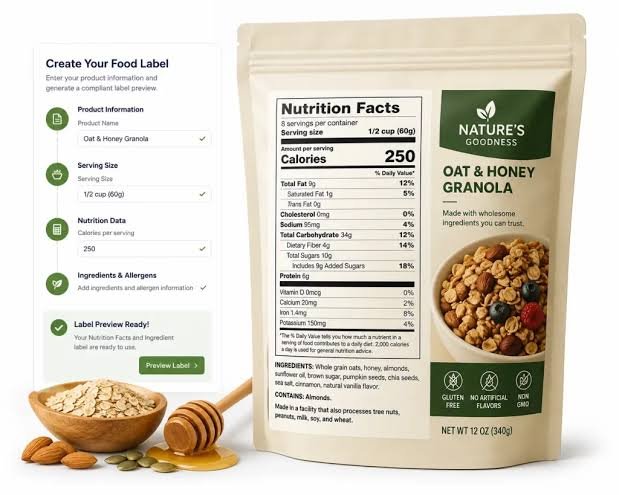 Create Your Food Label
Enter your product information and
generate a compliant label preview.
Product Information
Product Name
Oat & Honey Granola
Serving Size
Serving Size
1/2 cup (60g)
Nutrition Data
Calories per serving
250
Ingredients & Allergens
Add ingredients and allergen information
Label Preview Ready!
Your Nutrition Facts and Ingredient
label are ready to use.
Preview Label >
Nutrition Facts
8 servings per container
Serving size 1/2 cup (60g)
Amount per serving
Calories 250
% Daily Value*
Total Fat 9g 12%
Saturated Fat 1g 5%
Trans Fat 0g
Cholesterol 0mg 0%
Sodium 95mg 4%
Total Carbohydrate 34g 12%
Dietary Fiber 4g 14%
Total Sugars 10g
Includes 9g Added Sugars 18%
Protein 6g
Vitamin D 0mcg 0%
Calcium 20mg 2%
Iron 1.4mg 8%
Potassium 150mg 4%
*The % Daily Value tells you how much a nutrient in a
serving of food contributes to a daily diet. 2,000 calories
a day is used for general nutrition advice.
INGREDIENTS: Whole grain oats, honey, almonds,
sunflower oil, brown sugar, pumpkin seeds, chia seeds,
sea salt, cinnamon, natural vanilla flavor.
CONTAINS: Almonds.
Made in a facility that also processes tree nuts,
peanuts, milk, soy, and wheat.
NATURE'S
GOODNESS
OAT & HONEY
GRANOLA
Made with wholesome
ingredients you can trust.
GLUTEN
FREE
NO ARTIFICIAL
FLAVORS
NON
GMO
NET WT 12 OZ (340g)